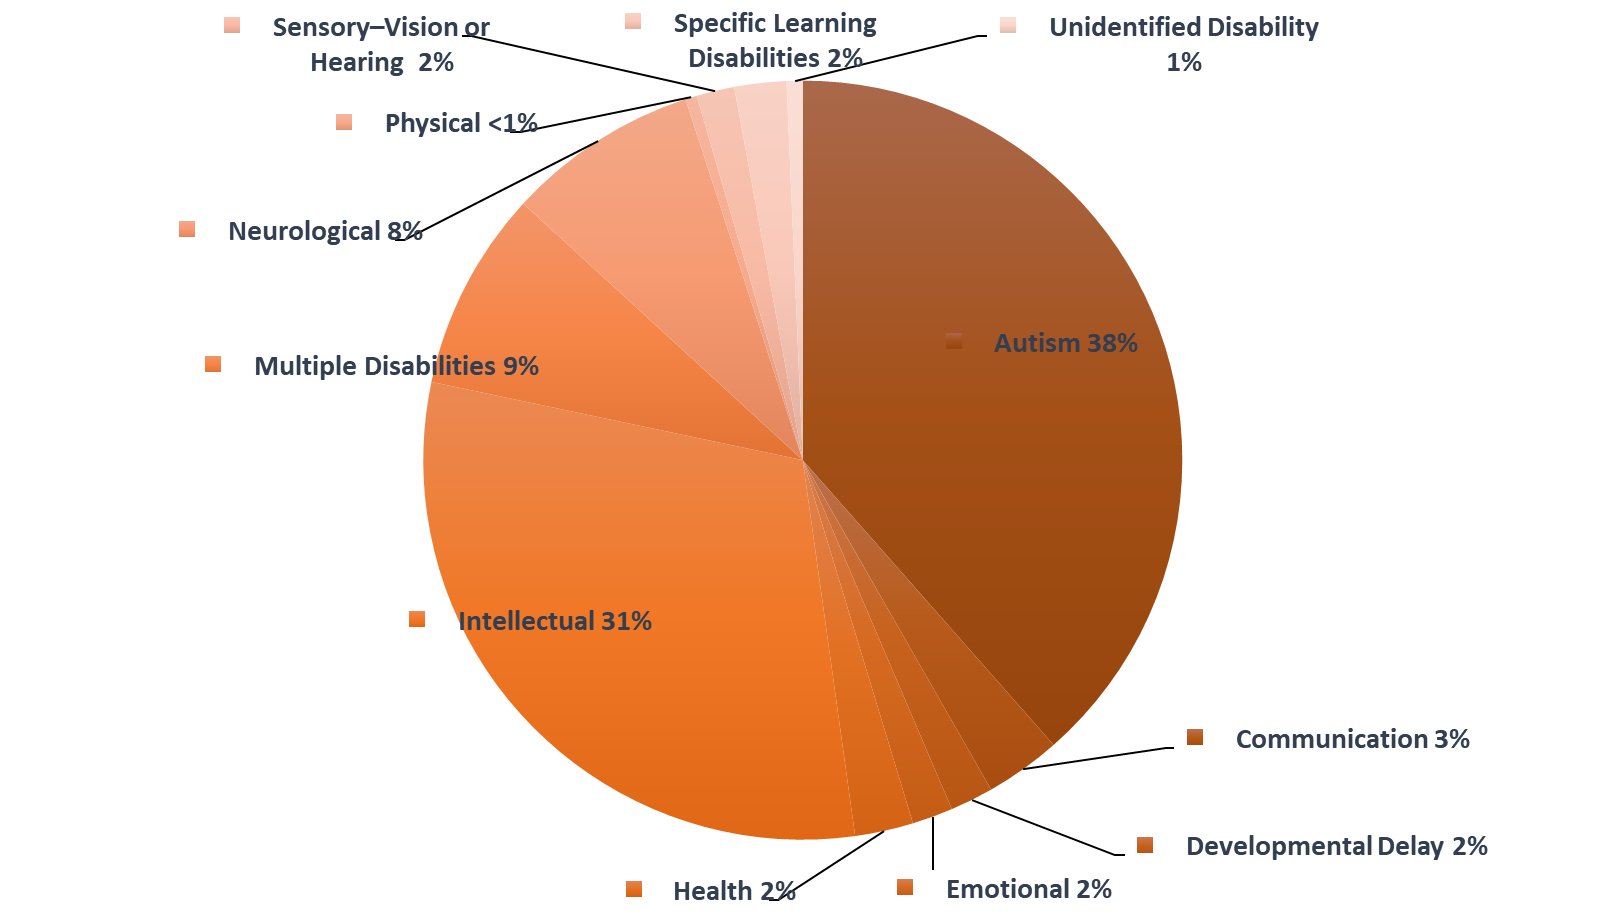 Sensory–Vision or
Hearing 2%
Specific Learning
Disabilities 2%
Unidentified Disability
1%
Physical <1%
Neurological 8%
Autism 38%
Multiple Disabilities 9%
Intellectual 31%
Communication 3%
Developmental Delay 2%
Health 2%
Emotional 2%